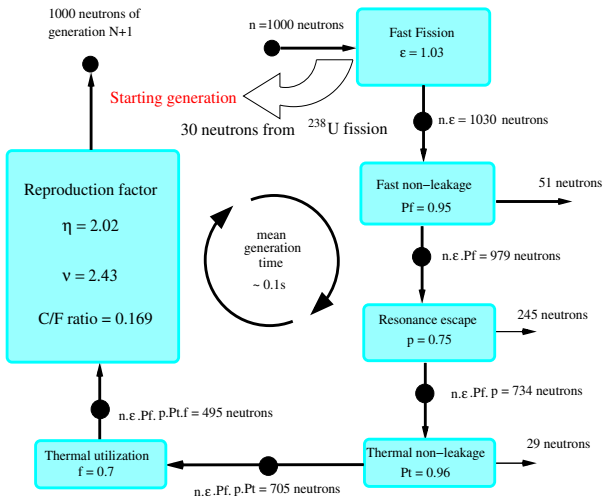 1000 neutrons of
generation N+1
n =1000 neutrons
Fast Fission
ε = 1.03
Starting generation
30 neutrons from ²³⁸U fission
n.ε = 1030 neutrons
Reproduction factor
η = 2.02
ν = 2.43
C/F ratio = 0.169
Fast non−leakage
Pf = 0.95
51 neutrons
mean
generation
time
~ 0.1s
n.ε.Pf = 979 neutrons
Resonance escape
p = 0.75
245 neutrons
n.ε.Pf. p = 734 neutrons
n.ε.Pf. p.Pt.f = 495 neutrons
Thermal utilization
f = 0.7
Thermal non−leakage
Pt = 0.96
29 neutrons
n.ε.Pf. p.Pt = 705 neutrons